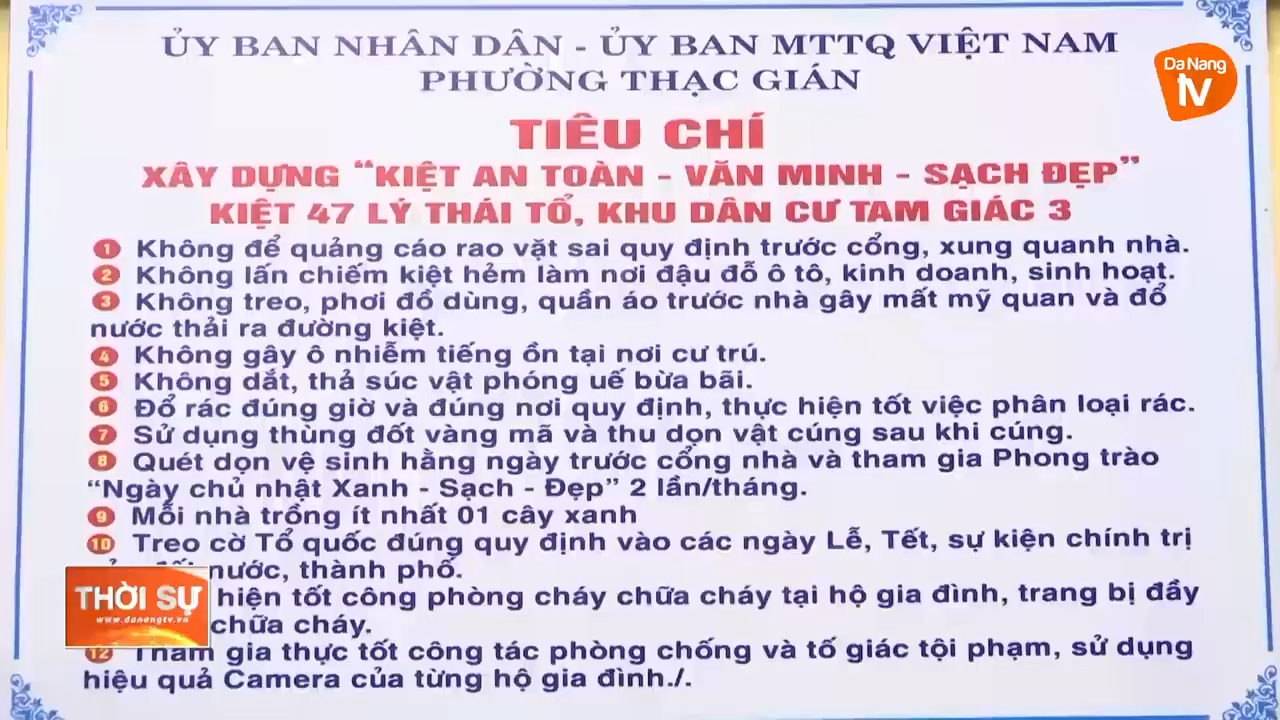 ỦY BAN NHÂN DÂN - ỦY BAN MTTQ VIỆT NAM
PHƯỜNG THẠC GIÁN
Da Nang
tv
TIÊU CHÍ
XÂY DỰNG “KIỆT AN TOÀN - VĂN MINH - SẠCH ĐẸP”
KIỆT 47 LÝ THÁI TỔ, KHU DÂN CƯ TAM GIÁC 3
1 Không để quảng cáo rao vặt sai quy định trước cổng, xung quanh nhà.
2 Không lấn chiếm kiệt hẻm làm nơi đậu đỗ ô tô, kinh doanh, sinh hoạt.
3 Không treo, phơi đồ dùng, quần áo trước nhà gây mất mỹ quan và đổ
nước thải ra đường kiệt.
4 Không gây ô nhiễm tiếng ồn tại nơi cư trú.
5 Không dắt, thả súc vật phóng uế bừa bãi.
6 Đổ rác đúng giờ và đúng nơi quy định, thực hiện tốt việc phân loại rác.
7 Sử dụng thùng đốt vàng mã và thu dọn vật cúng sau khi cúng.
8 Quét dọn vệ sinh hằng ngày trước cổng nhà và tham gia Phong trào
“Ngày chủ nhật Xanh - Sạch - Đẹp” 2 lần/tháng.
9 Mỗi nhà trồng ít nhất 01 cây xanh
10 Treo cờ Tổ quốc đúng quy định vào các ngày Lễ, Tết, sự kiện chính trị
nước, thành phố.
hiện tốt công phòng cháy chữa cháy tại hộ gia đình, trang bị đầy
chữa cháy.
12 Tham gia thực tốt công tác phòng chống và tố giác tội phạm, sử dụng
hiệu quả Camera của từng hộ gia đình./.
THỜI SỰ
www.danangtv.vn